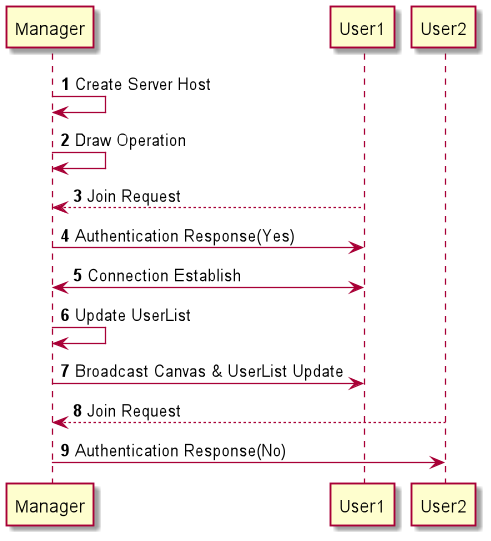 Manager User1 User2
1 Create Server Host
2 Draw Operation
3 Join Request
4 Authentication Response(Yes)
5 Connection Establish
6 Update UserList
7 Broadcast Canvas & UserList Update
8 Join Request
9 Authentication Response(No)
Manager User1 User2